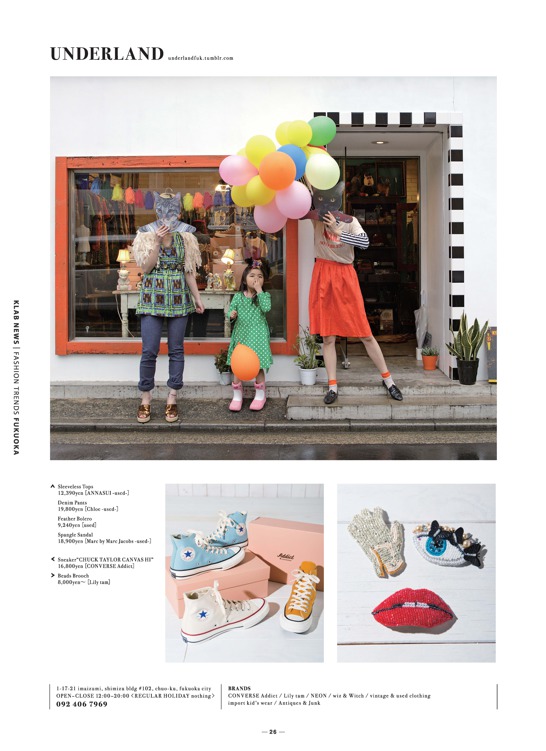 UNDERLAND underlandfuk.tumblr.com
KLAB NEWS | FASHION TRENDS FUKUOKA
Sleeveless Tops
12,390yen [ANNASUI -used-]
Denim Pants
19,800yen [Chloe -used-]
Feather Bolero
9,240yen [used]
Spangle Sandal
18,900yen [Marc by Marc Jacobs -used-]
Sneaker"CHUCK TAYLOR CANVAS HI"
16,800yen [CONVERSE Addict]
Beads Brooch
8,000yen〜 [Lily tam]
Addict
1-17-21 imaizumi, shimizu bldg #102, chuo-ku, fukuoka city
OPEN–CLOSE 12:00–20:00 (REGULAR HOLIDAY nothing)
092 406 7969
BRANDS
CONVERSE Addict / Lily tam / NEON / wiz & Witch / vintage & used clothing
import kid's wear / Antiques & Junk
— 26 —